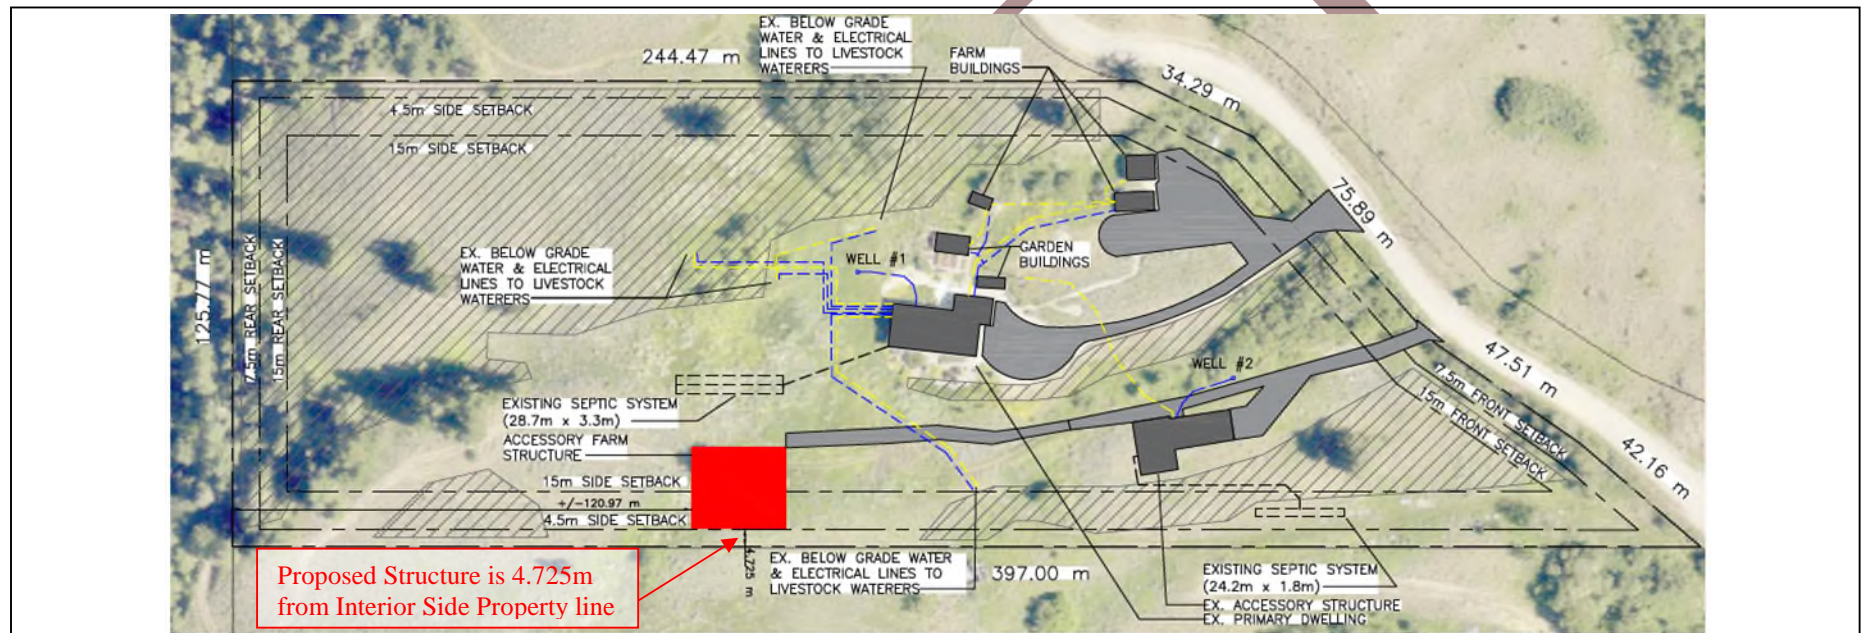 EX. BELOW GRADE
WATER & ELECTRICAL
LINES TO LIVESTOCK
WATERERS
244.47 m
FARM
BUILDINGS
34.29 m
4.5m SIDE SETBACK
15m SIDE SETBACK
75.89 m
EX. BELOW GRADE
WATER & ELECTRICAL
LINES TO LIVESTOCK
WATERERS
WELL #1
GARDEN
BUILDINGS
125.77 m
7.5m REAR SETBACK
15m REAR SETBACK
WELL #2
47.51 m
7.5m FRONT SETBACK
15m FRONT SETBACK
42.16 m
EXISTING SEPTIC SYSTEM
(28.7m x 3.3m)
ACCESSORY FARM
STRUCTURE
15m SIDE SETBACK
+/-120.97 m
4.5m SIDE SETBACK
4.725 m
Proposed Structure is 4.725m
from Interior Side Property line
EX. BELOW GRADE WATER
& ELECTRICAL LINES TO
LIVESTOCK WATERERS
397.00 m
EXISTING SEPTIC SYSTEM
(24.2m x 1.8m)
EX. ACCESSORY STRUCTURE
EX. PRIMARY DWELLING